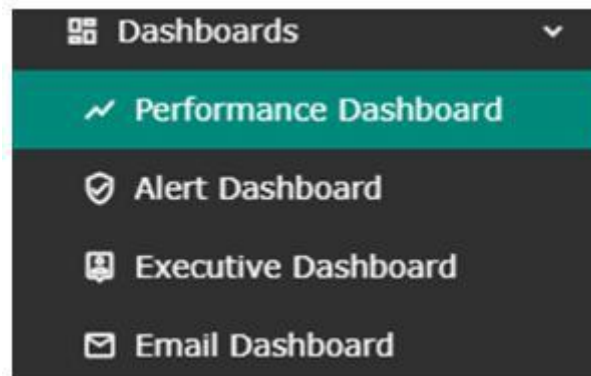 Dashboards
Performance Dashboard
Alert Dashboard
Executive Dashboard
Email Dashboard